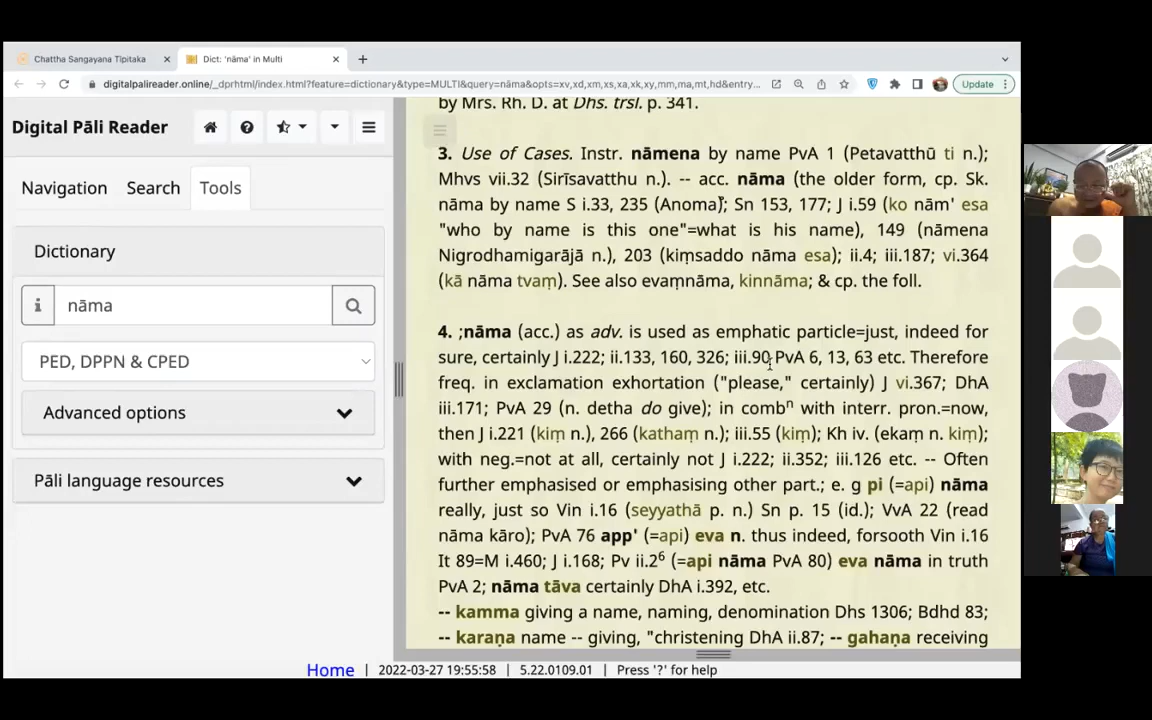 Chattha Sangayana Tipitaka
Dict: 'nāma' in Multi
digitalpalireader.online/_dprhtml/index.html?feature=dictionary&type=MULTI&query=nāma&opts=xv,xd,xm,xs,xa,xk,xy,mm,ma,mt,hd&entry...
Update
Digital Pāli Reader
Navigation Search Tools
Dictionary
nāma
PED, DPPN & CPED
Advanced options
Pāli language resources
by Mrs. Rh. D. at Dhs. trsl. p. 341.
3. Use of Cases. Instr. nāmena by name PvA 1 (Petavatthū ti n.);
Mhvs vii.32 (Sirīsavatthu n.). -- acc. nāma (the older form, cp. Sk.
nāma by name S i.33, 235 (Anoma); Sn 153, 177; J i.59 (ko nām' esa
"who by name is this one"=what is his name), 149 (nāmena
Nigrodhamigarājā n.), 203 (kiṃsaddo nāma esa); ii.4; iii.187; vi.364
(kā nāma tvaṃ). See also evaṃnāma, kinnāma; & cp. the foll.
4. ;nāma (acc.) as adv. is used as emphatic particle=just, indeed for
sure, certainly J i.222; ii.133, 160, 326; iii.90; PvA 6, 13, 63 etc. Therefore
freq. in exclamation exhortation ("please," certainly) J vi.367; DhA
iii.171; PvA 29 (n. detha do give); in combⁿ with interr. pron.=now,
then J i.221 (kiṃ n.), 266 (kathaṃ n.); iii.55 (kiṃ); Kh iv. (ekaṃ n. kiṃ);
with neg.=not at all, certainly not J i.222; ii.352; iii.126 etc. -- Often
further emphasised or emphasising other part.; e. g pi (=api) nāma
really, just so Vin i.16 (seyyathā p. n.) Sn p. 15 (id.); VvA 22 (read
nāma kāro); PvA 76 app' (=api) eva n. thus indeed, forsooth Vin i.16
It 89=M i.460; J i.168; Pv ii.2⁶ (=api nāma PvA 80) eva nāma in truth
PvA 2; nāma tāva certainly DhA i.392, etc.
-- kamma giving a name, naming, denomination Dhs 1306; Bdhd 83;
-- karaṇa name -- giving, "christening DhA ii.87; -- gahaṇa receiving
Home | 2022-03-27 19:55:58 | 5.22.0109.01 | Press '?' for help